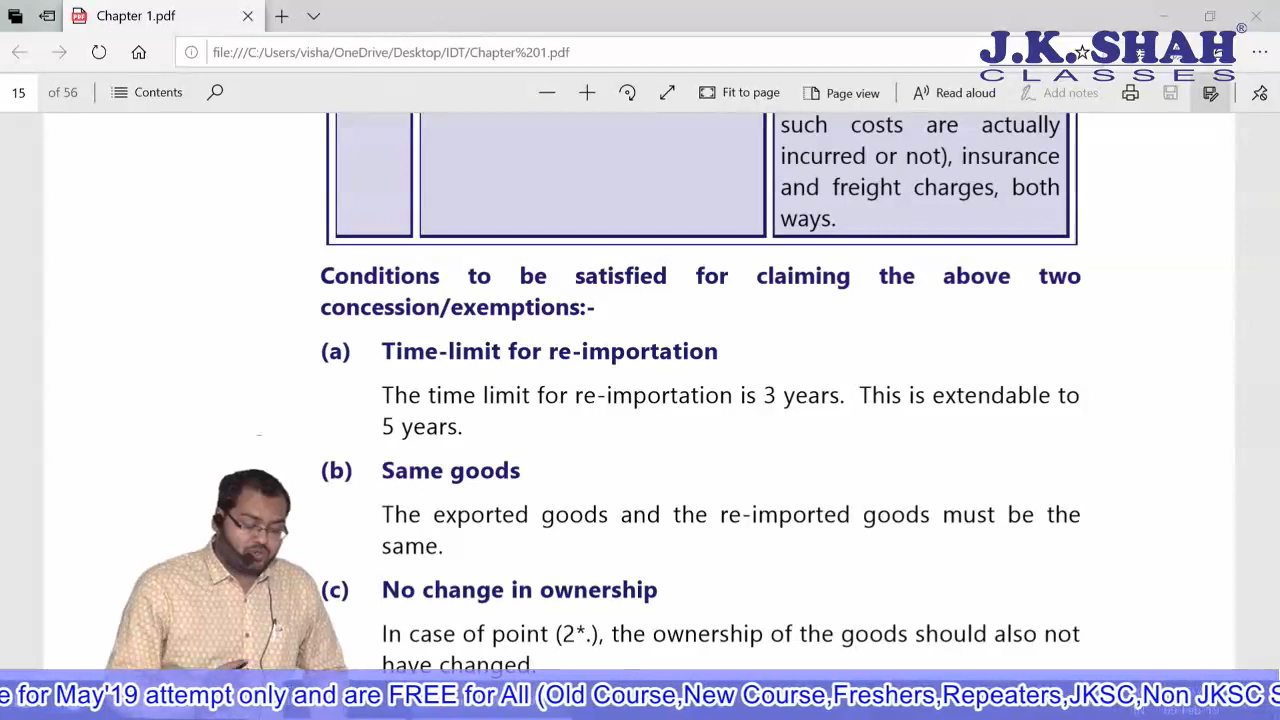 Chapter 1.pdf
file:///C:/Users/visha/OneDrive/Desktop/IDT/Chapter%201.pdf
J.K.SHAH®
CLASSES
15 of 56 Contents Fit to page Page view Read aloud Add notes
such costs are actually
incurred or not), insurance
and freight charges, both
ways.
Conditions to be satisfied for claiming the above two
concession/exemptions:-
(a) Time-limit for re-importation
The time limit for re-importation is 3 years. This is extendable to
5 years.
(b) Same goods
The exported goods and the re-imported goods must be the
same.
(c) No change in ownership
In case of point (2*.), the ownership of the goods should also not
have changed.
e for May'19 attempt only and are FREE for All (Old Course,New Course,Freshers,Repeaters,JKSC,Non JKSC S